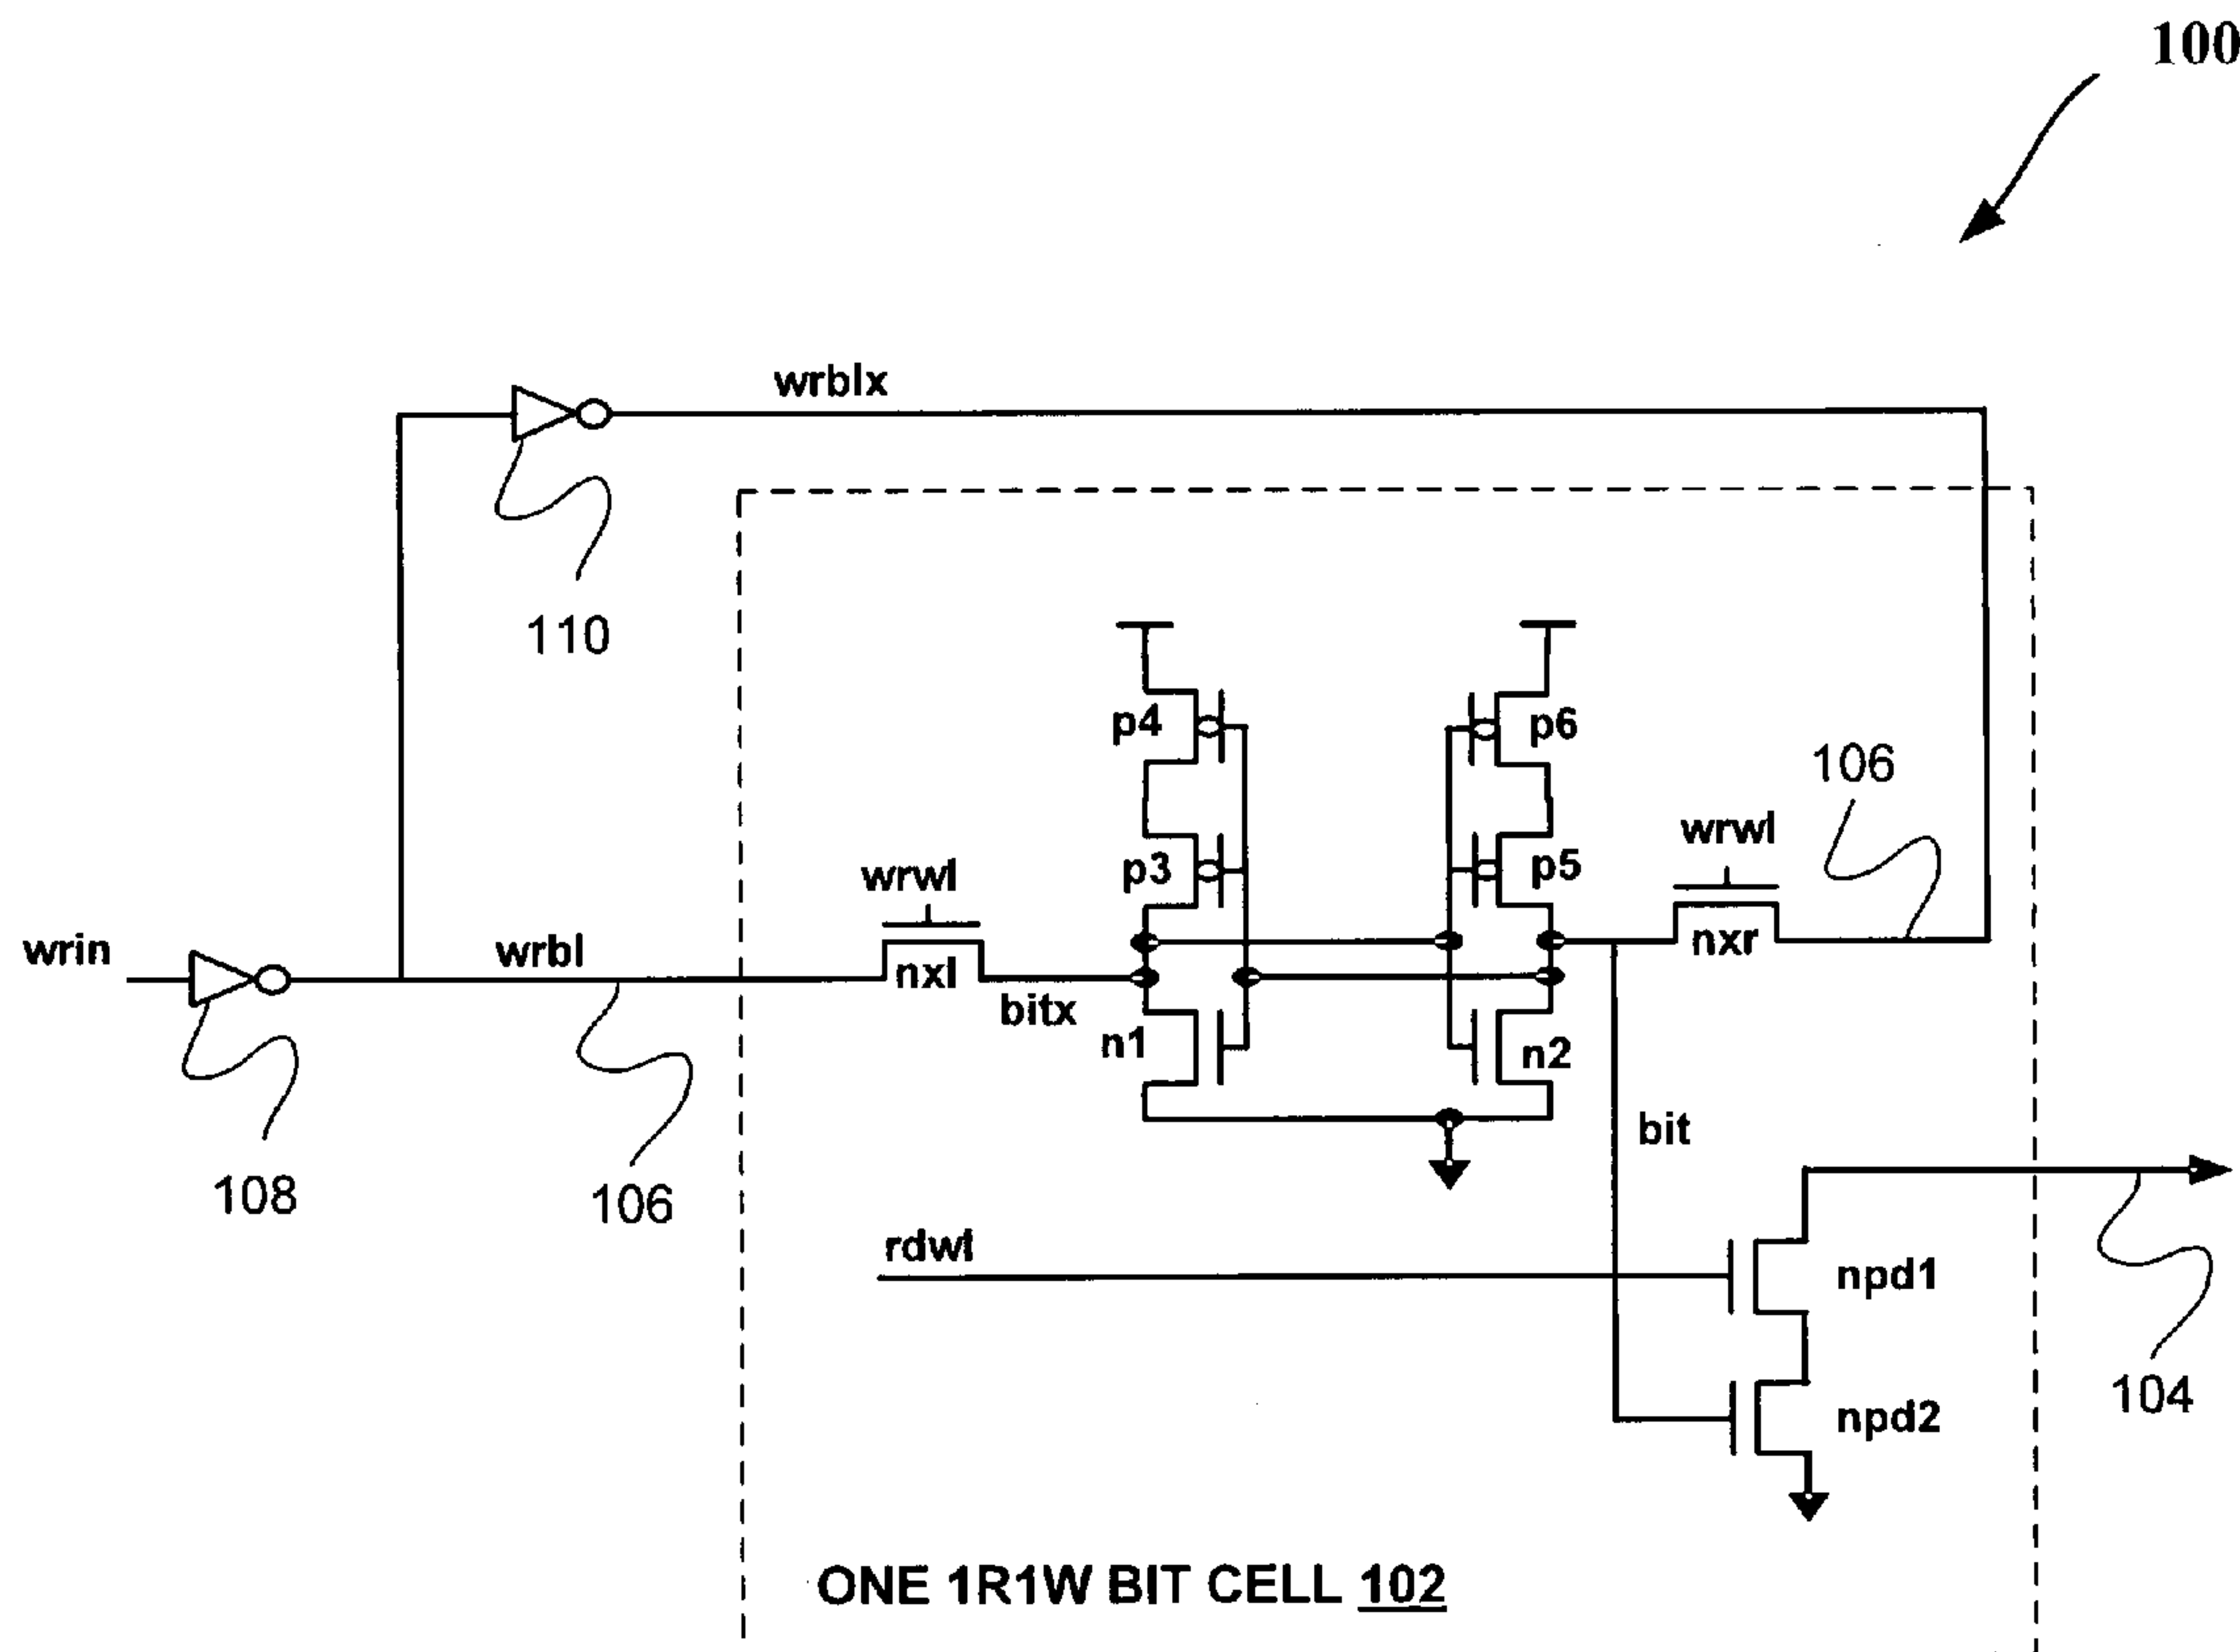 100
wrblx
110
p4
p6
106
wrwl
p3
p5
wrwl
wrin
wrbl
nxl
nxr
bitx
n1
n2
bit
108
106
rdwl
npd1
104
npd2
ONE 1R1W BIT CELL 102